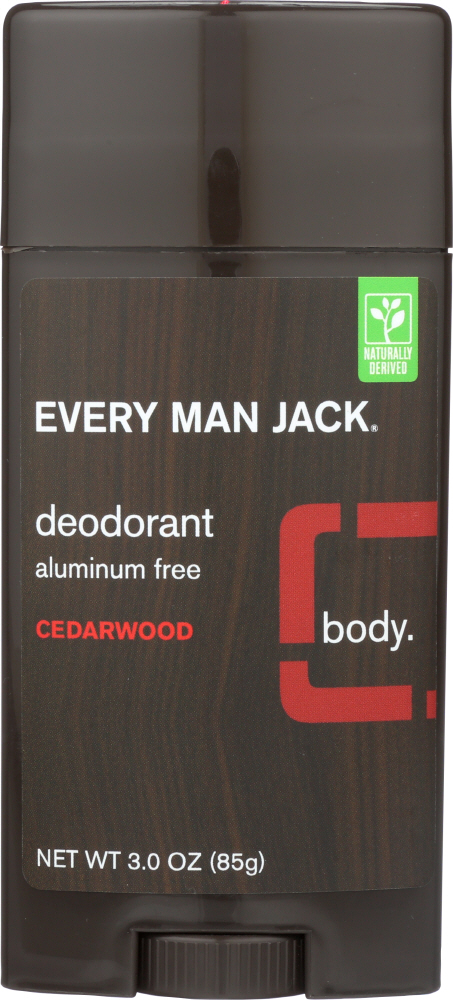 NATURALLY
DERIVED
EVERY MAN JACK®
deodorant
aluminum free
CEDARWOOD
body.
NET WT 3.0 OZ (85g)